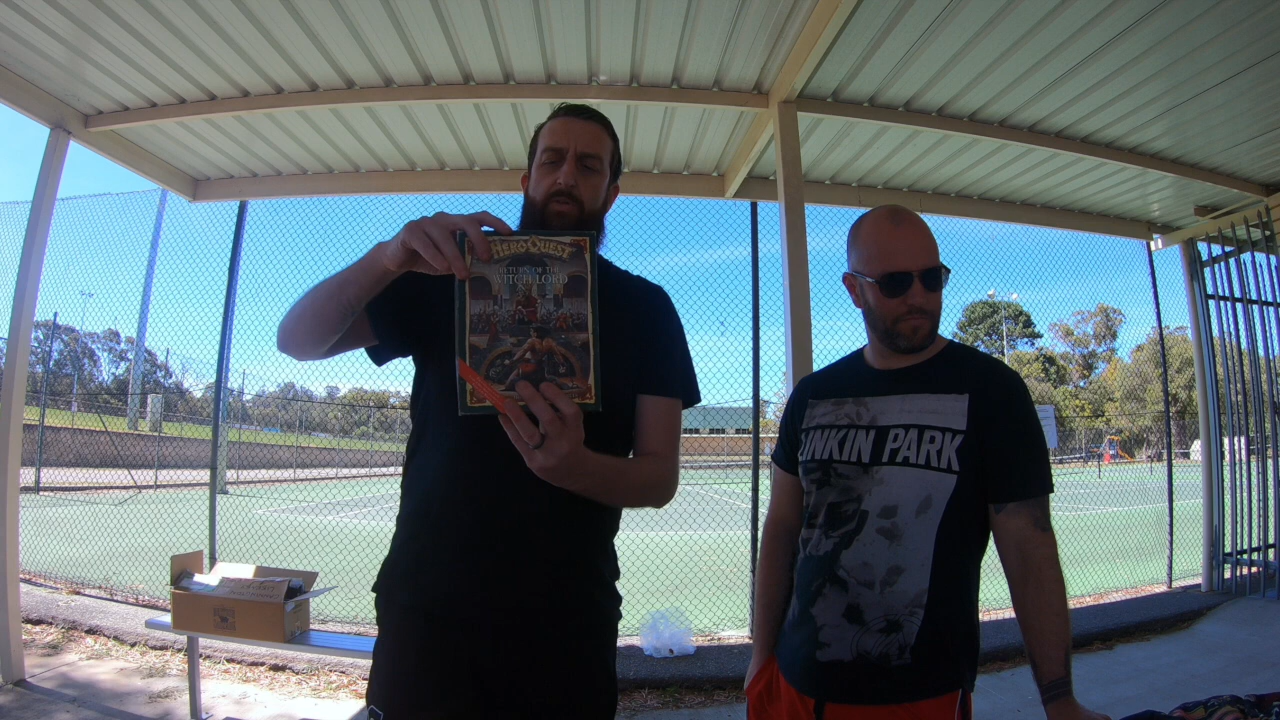 HEROQUEST
RETURN OF THE
WITCH LORD
LINKIN PARK